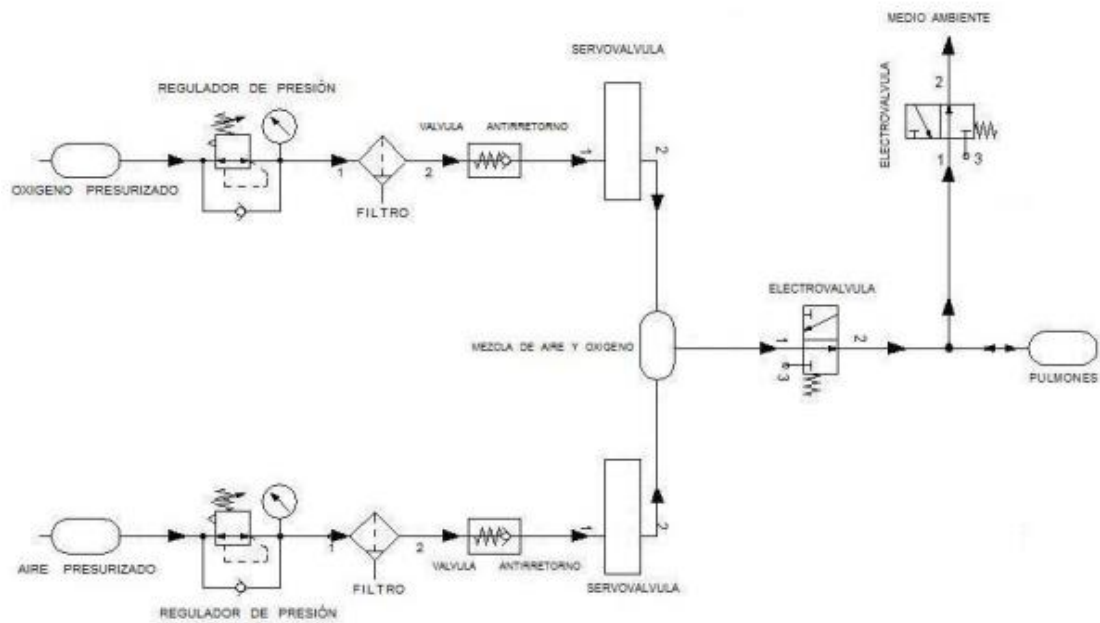 MEDIO AMBIENTE
SERVOVALVULA
2
REGULADOR DE PRESIÓN
ELECTROVALVULA
VALVULA ANTIRRETORNO
1
3
1
2
1
2
OXIGENO PRESURIZADO
FILTRO
ELECTROVALVULA
MEZCLA DE AIRE Y OXIGENO
1
2
3
PULMONES
1
2
1
2
AIRE PRESURIZADO
VALVULA ANTIRRETORNO
FILTRO
SERVOVALVULA
REGULADOR DE PRESIÓN